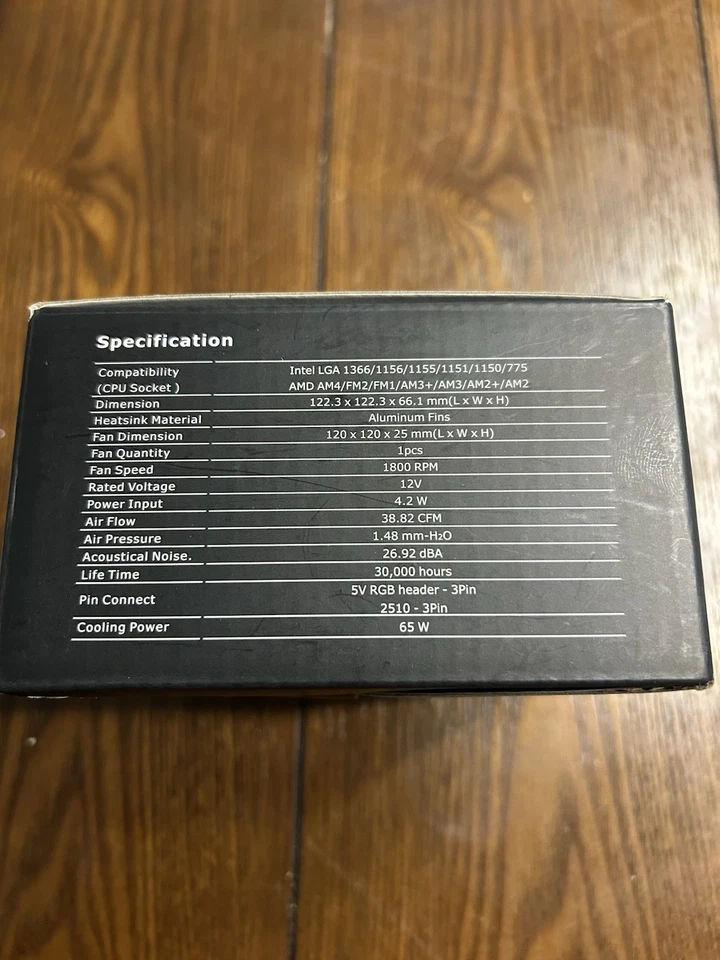 Specification
Compatibility Intel LGA 1366/1156/1155/1151/1150/775
(CPU Socket ) AMD AM4/FM2/FM1/AM3+/AM3/AM2+/AM2
Dimension 122.3 x 122.3 x 66.1 mm(L x W x H)
Heatsink Material Aluminum Fins
Fan Dimension 120 x 120 x 25 mm(L x W x H)
Fan Quantity 1pcs
Fan Speed 1800 RPM
Rated Voltage 12V
Power Input 4.2 W
Air Flow 38.82 CFM
Air Pressure 1.48 mm-H₂O
Acoustical Noise. 26.92 dBA
Life Time 30,000 hours
Pin Connect 5V RGB header - 3Pin
2510 - 3Pin
Cooling Power 65 W